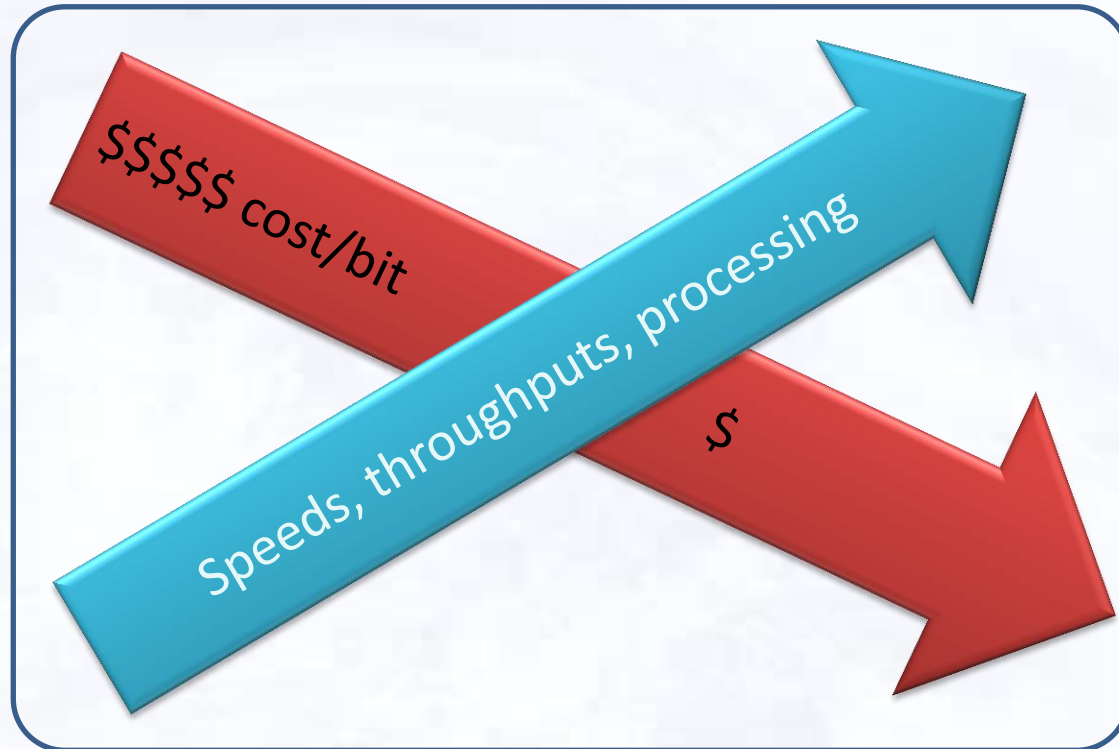 $$$$$ cost/bit
Speeds, throughputs, processing
$